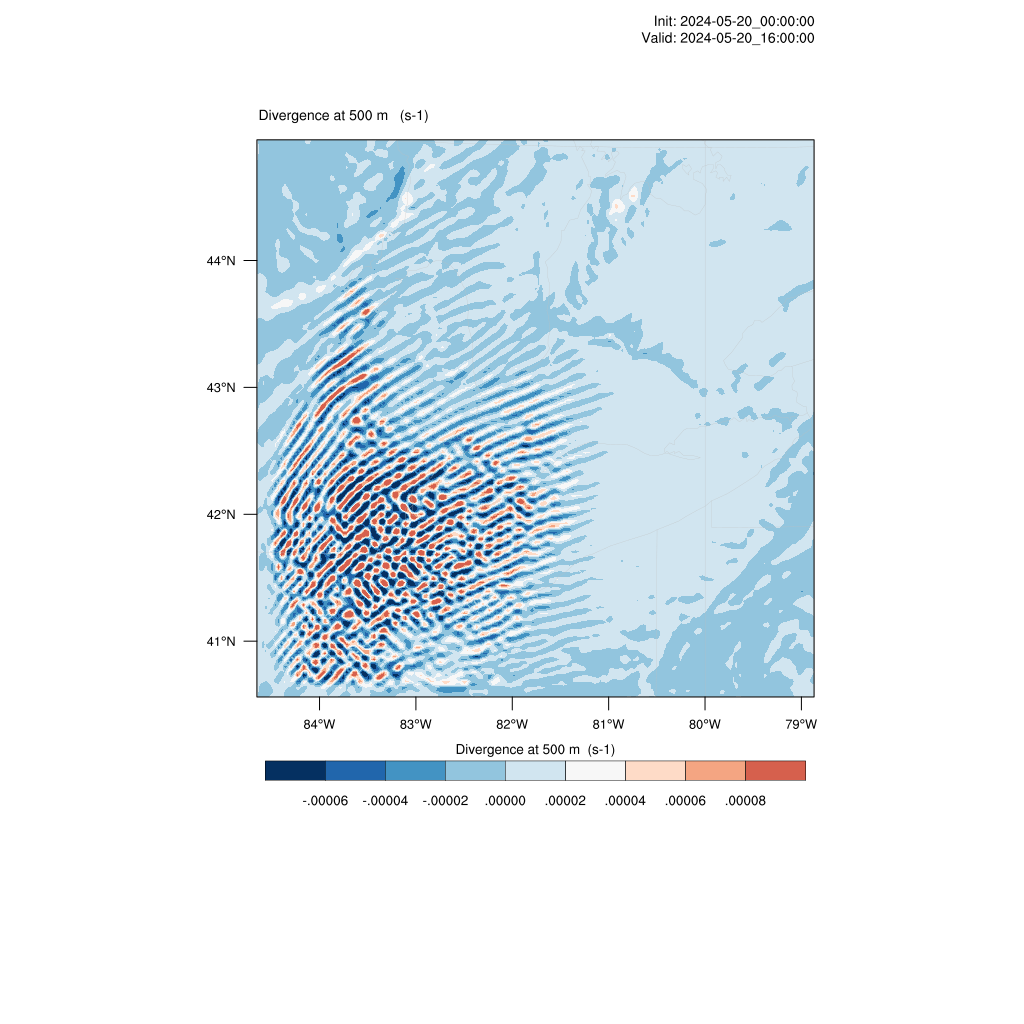 Init: 2024-05-20_00:00:00
Valid: 2024-05-20_16:00:00
Divergence at 500 m (s-1)
44°N
43°N
42°N
41°N
84°W 83°W 82°W 81°W 80°W 79°W
Divergence at 500 m (s-1)
-.00006 -.00004 -.00002 .00000 .00002 .00004 .00006 .00008